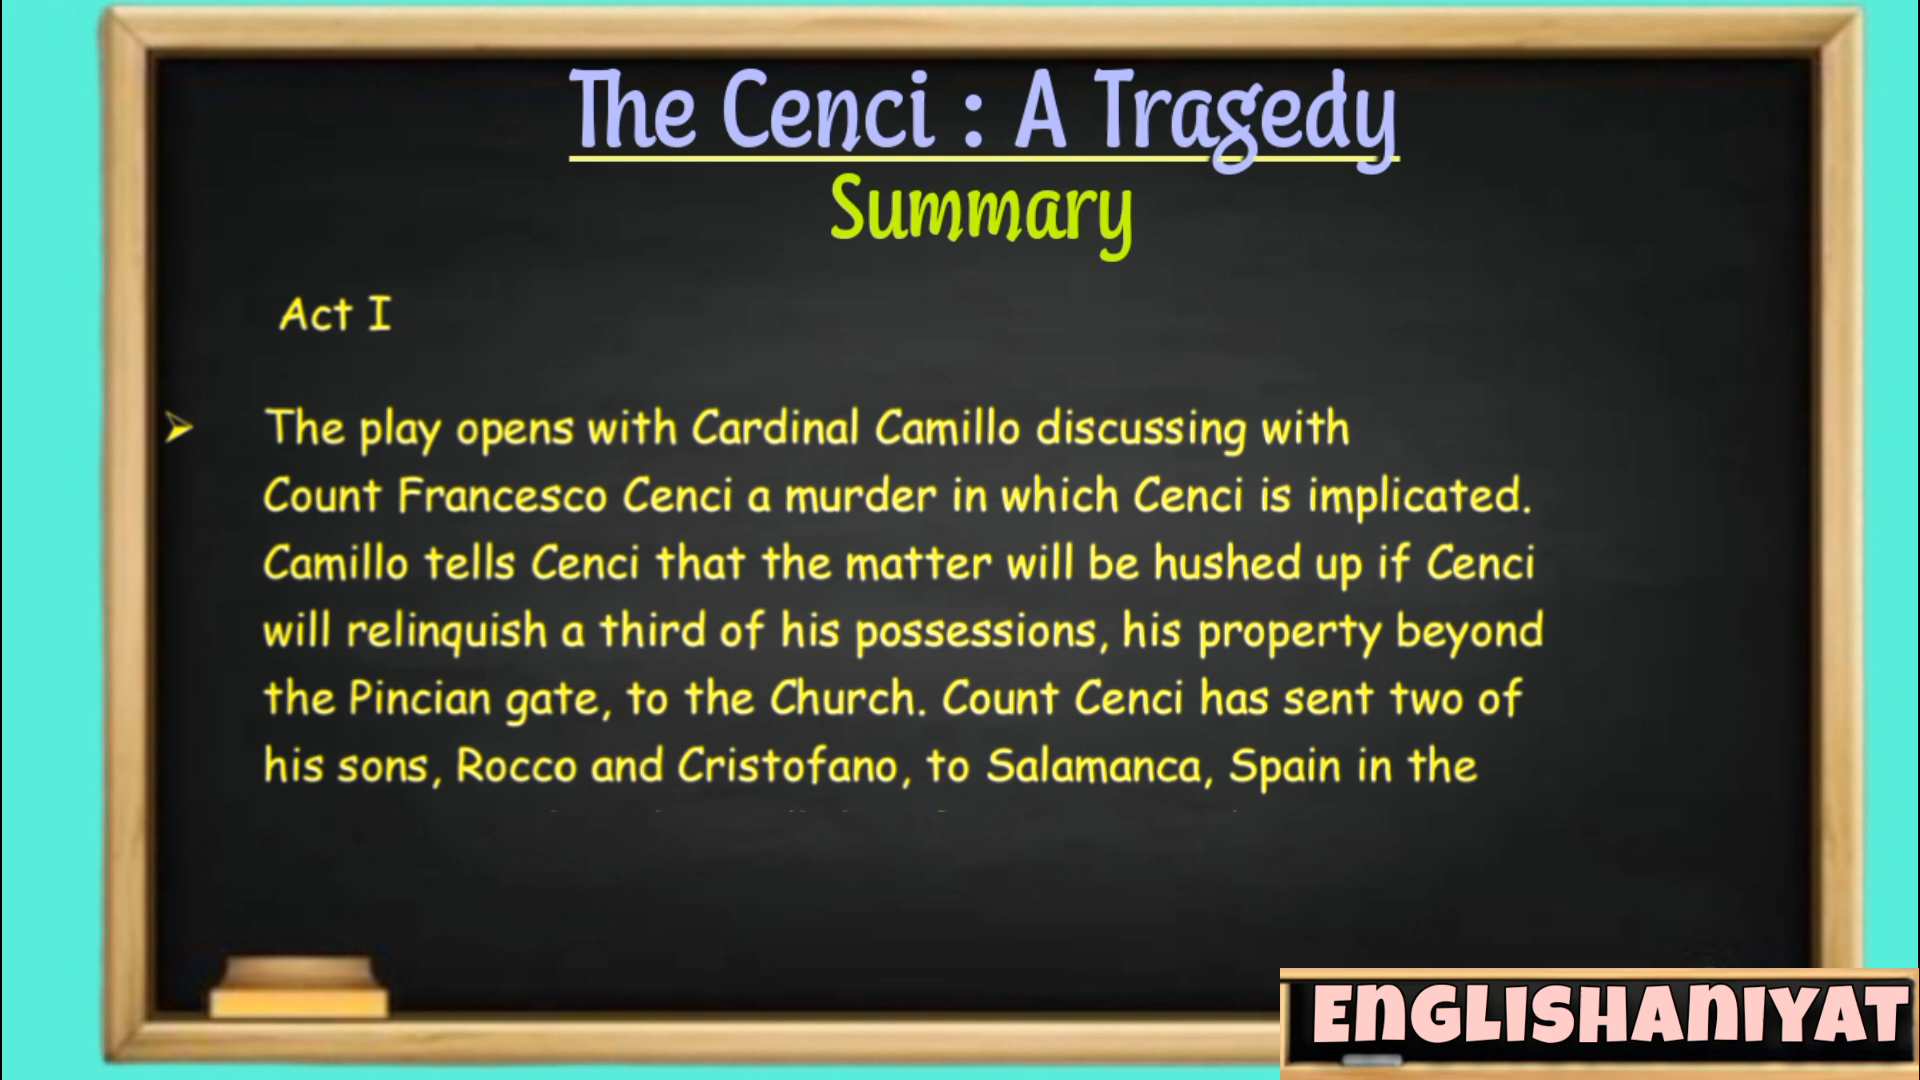 The Cenci : A Tragedy
Summary
Act I
The play opens with Cardinal Camillo discussing with
Count Francesco Cenci a murder in which Cenci is implicated.
Camillo tells Cenci that the matter will be hushed up if Cenci
will relinquish a third of his possessions, his property beyond
the Pincian gate, to the Church. Count Cenci has sent two of
his sons, Rocco and Cristofano, to Salamanca, Spain in the
ENGLISHANIYAT